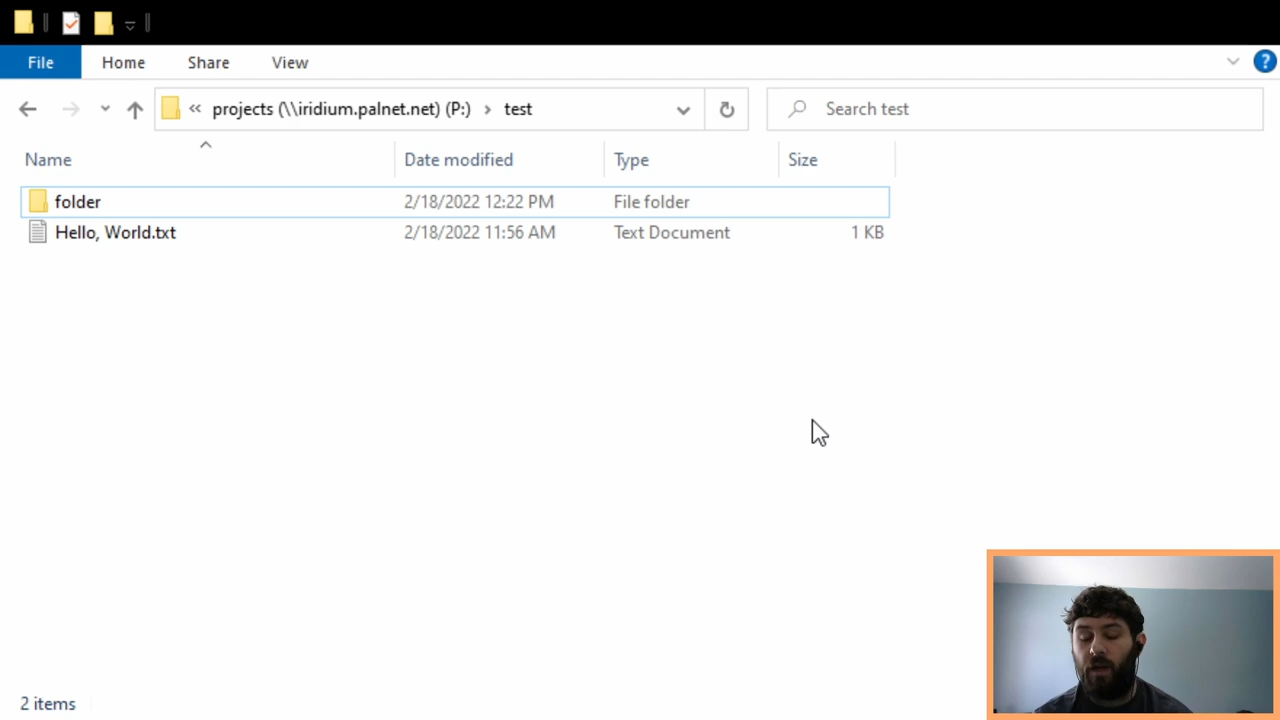 File Home Share View ?
« projects (\\iridium.palnet.net) (P:) > test Search test
Name Date modified Type Size
folder 2/18/2022 12:22 PM File folder
Hello, World.txt 2/18/2022 11:56 AM Text Document 1 KB
2 items